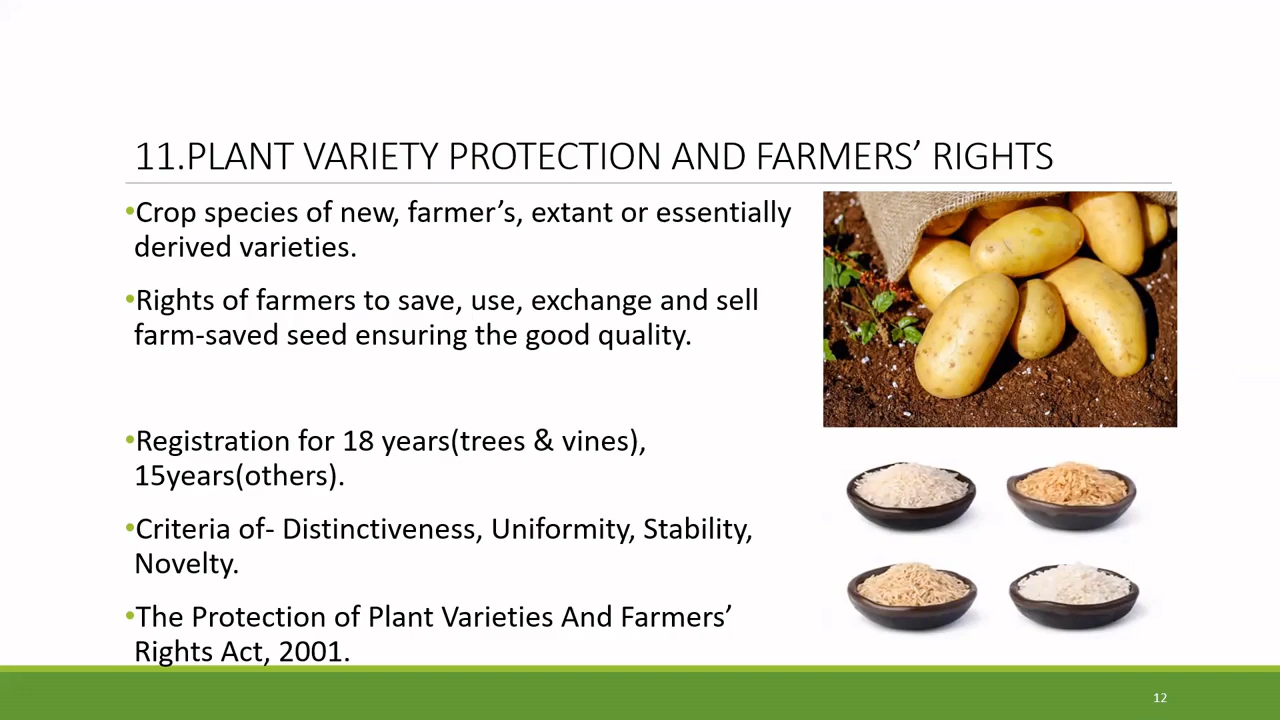 11.PLANT VARIETY PROTECTION AND FARMERS’ RIGHTS
•Crop species of new, farmer’s, extant or essentially
derived varieties.
•Rights of farmers to save, use, exchange and sell
farm-saved seed ensuring the good quality.
•Registration for 18 years(trees & vines),
15years(others).
•Criteria of- Distinctiveness, Uniformity, Stability,
Novelty.
•The Protection of Plant Varieties And Farmers’
Rights Act, 2001.
12